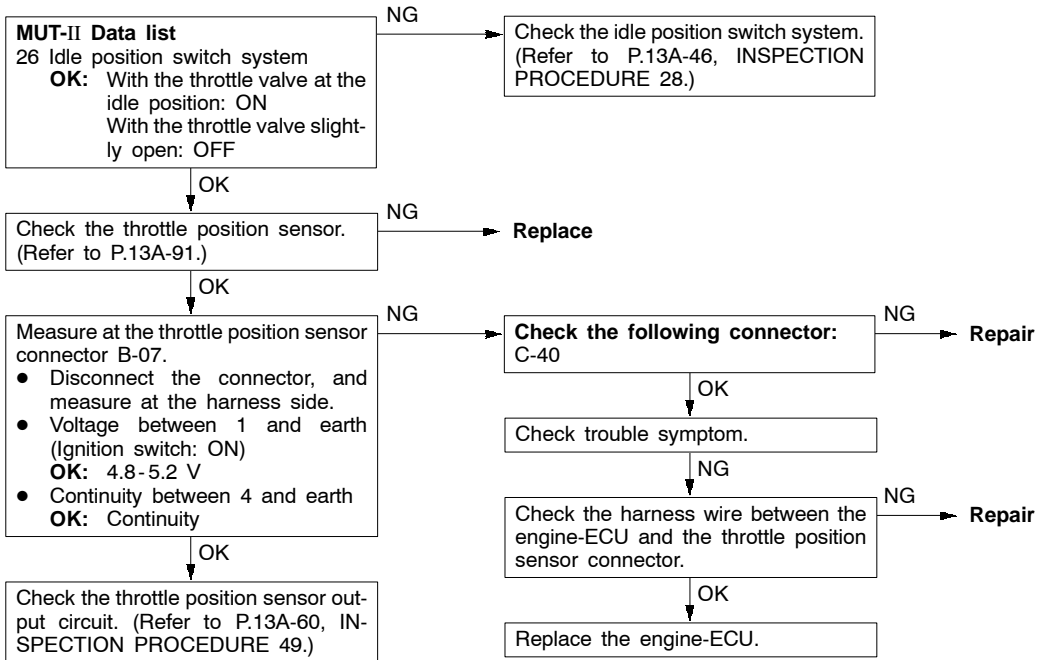 MUT-II Data list
26 Idle position switch system
OK: With the throttle valve at the
idle position: ON
With the throttle valve slight-
ly open: OFF
NG
Check the idle position switch system.
(Refer to P.13A-46, INSPECTION
PROCEDURE 28.)
OK
Check the throttle position sensor.
(Refer to P.13A-91.)
NG
Replace
OK
Measure at the throttle position sensor
connector B-07.
● Disconnect the connector, and
measure at the harness side.
● Voltage between 1 and earth
(Ignition switch: ON)
OK: 4.8-5.2 V
● Continuity between 4 and earth
OK: Continuity
NG
Check the following connector:
C-40
NG
Repair
OK
Check trouble symptom.
NG
Check the harness wire between the
engine-ECU and the throttle position
sensor connector.
NG
Repair
OK
Replace the engine-ECU.
OK
Check the throttle position sensor out-
put circuit. (Refer to P.13A-60, IN-
SPECTION PROCEDURE 49.)